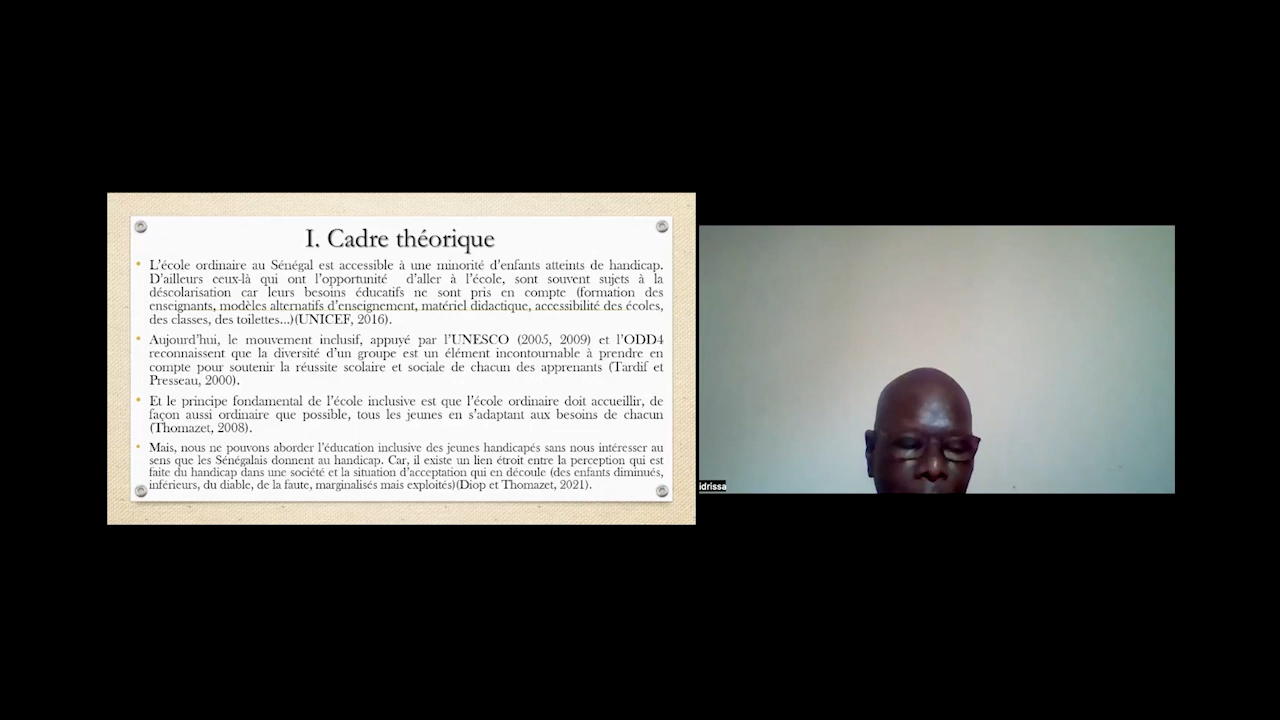 I. Cadre théorique
• L'école ordinaire au Sénégal est accessible à une minorité d'enfants atteints de handicap.
D'ailleurs ceux-là qui ont l'opportunité d'aller à l'école, sont souvent sujets à la
déscolarisation car leurs besoins éducatifs ne sont pris en compte (formation des
enseignants, modèles alternatifs d'enseignement, matériel didactique, accessibilité des écoles,
des classes, des toilettes...)(UNICEF, 2016).
• Aujourd'hui, le mouvement inclusif, appuyé par l'UNESCO (2005, 2009) et l'ODD4
reconnaissent que la diversité d'un groupe est un élément incontournable à prendre en
compte pour soutenir la réussite scolaire et sociale de chacun des apprenants (Tardif et
Presseau, 2000).
• Et le principe fondamental de l'école inclusive est que l'école ordinaire doit accueillir, de
façon aussi ordinaire que possible, tous les jeunes en s'adaptant aux besoins de chacun
(Thomazet, 2008).
• Mais, nous ne pouvons aborder l'éducation inclusive des jeunes handicapés sans nous intéresser au
sens que les Sénégalais donnent au handicap. Car, il existe un lien étroit entre la perception qui est
faite du handicap dans une société et la situation d'acceptation qui en découle (des enfants diminués,
inférieurs, du diable, de la faute, marginalisés mais exploités)(Diop et Thomazet, 2021).
idrissa